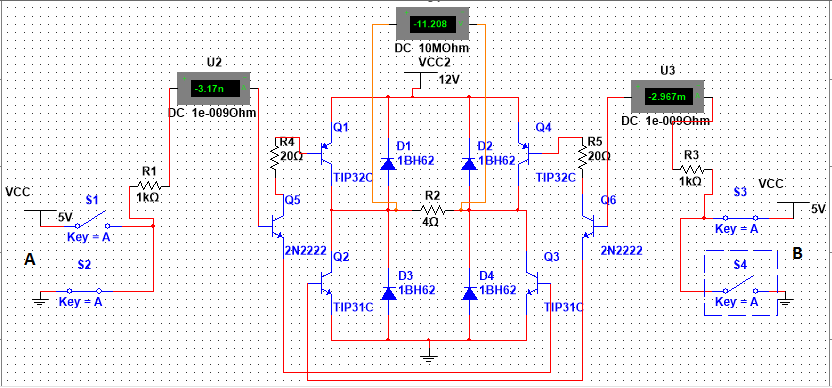 -11.208
DC 10MOhm
VCC2
12V
U2
-3.17n
DC 1e-009Ohm
U3
-2.967m
DC 1e-009Ohm
Q1
Q4
R4
20Ω
D1
1BH62
D2
1BH62
R5
20Ω
TIP32C
TIP32C
R1
1kΩ
R3
1kΩ
VCC
5V
S1
Key = A
R2
4Ω
Q5
2N2222
Q6
2N2222
S3
Key = A
VCC
5V
A
S2
Key = A
Q2
TIP31C
D3
1BH62
D4
1BH62
Q3
TIP31C
B
S4
Key = A